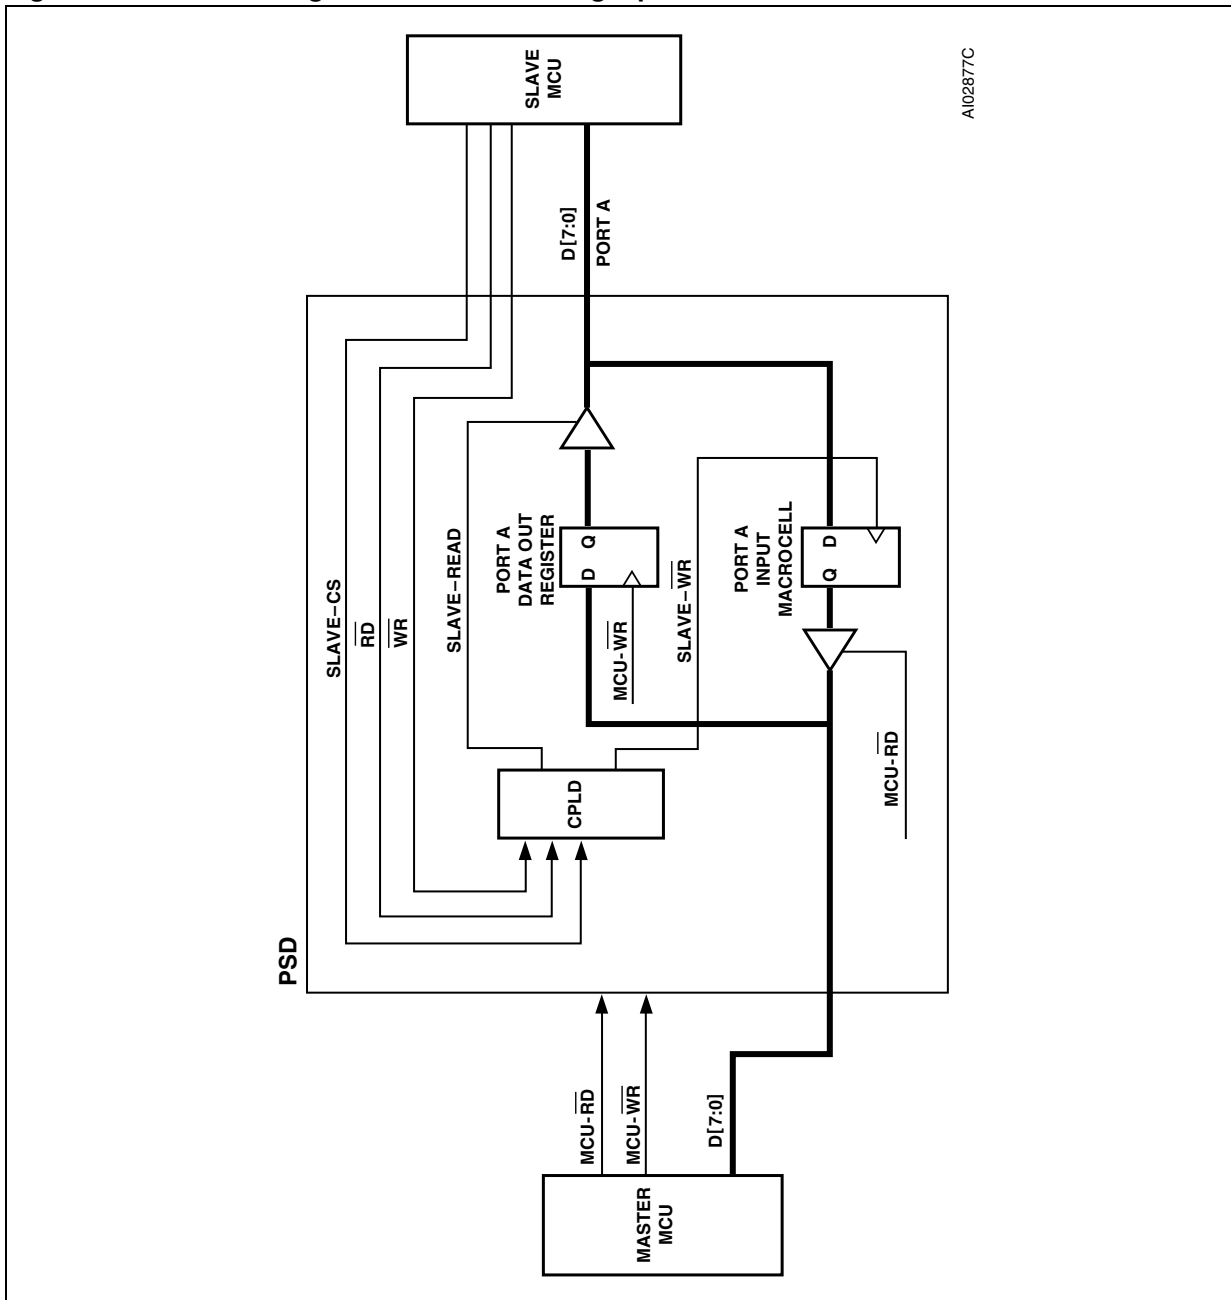 PSD
SLAVE–CS
RD
WR
SLAVE–READ
PORT A
DATA OUT
REGISTER
D Q
SLAVE
MCU
D[7:0]
PORT A
CPLD
MCU-RD
MCU-WR
MCU-WR
SLAVE–WR
MASTER
MCU
D[7:0]
PORT A
INPUT
MACROCELL
Q D
MCU-RD
AI02877C